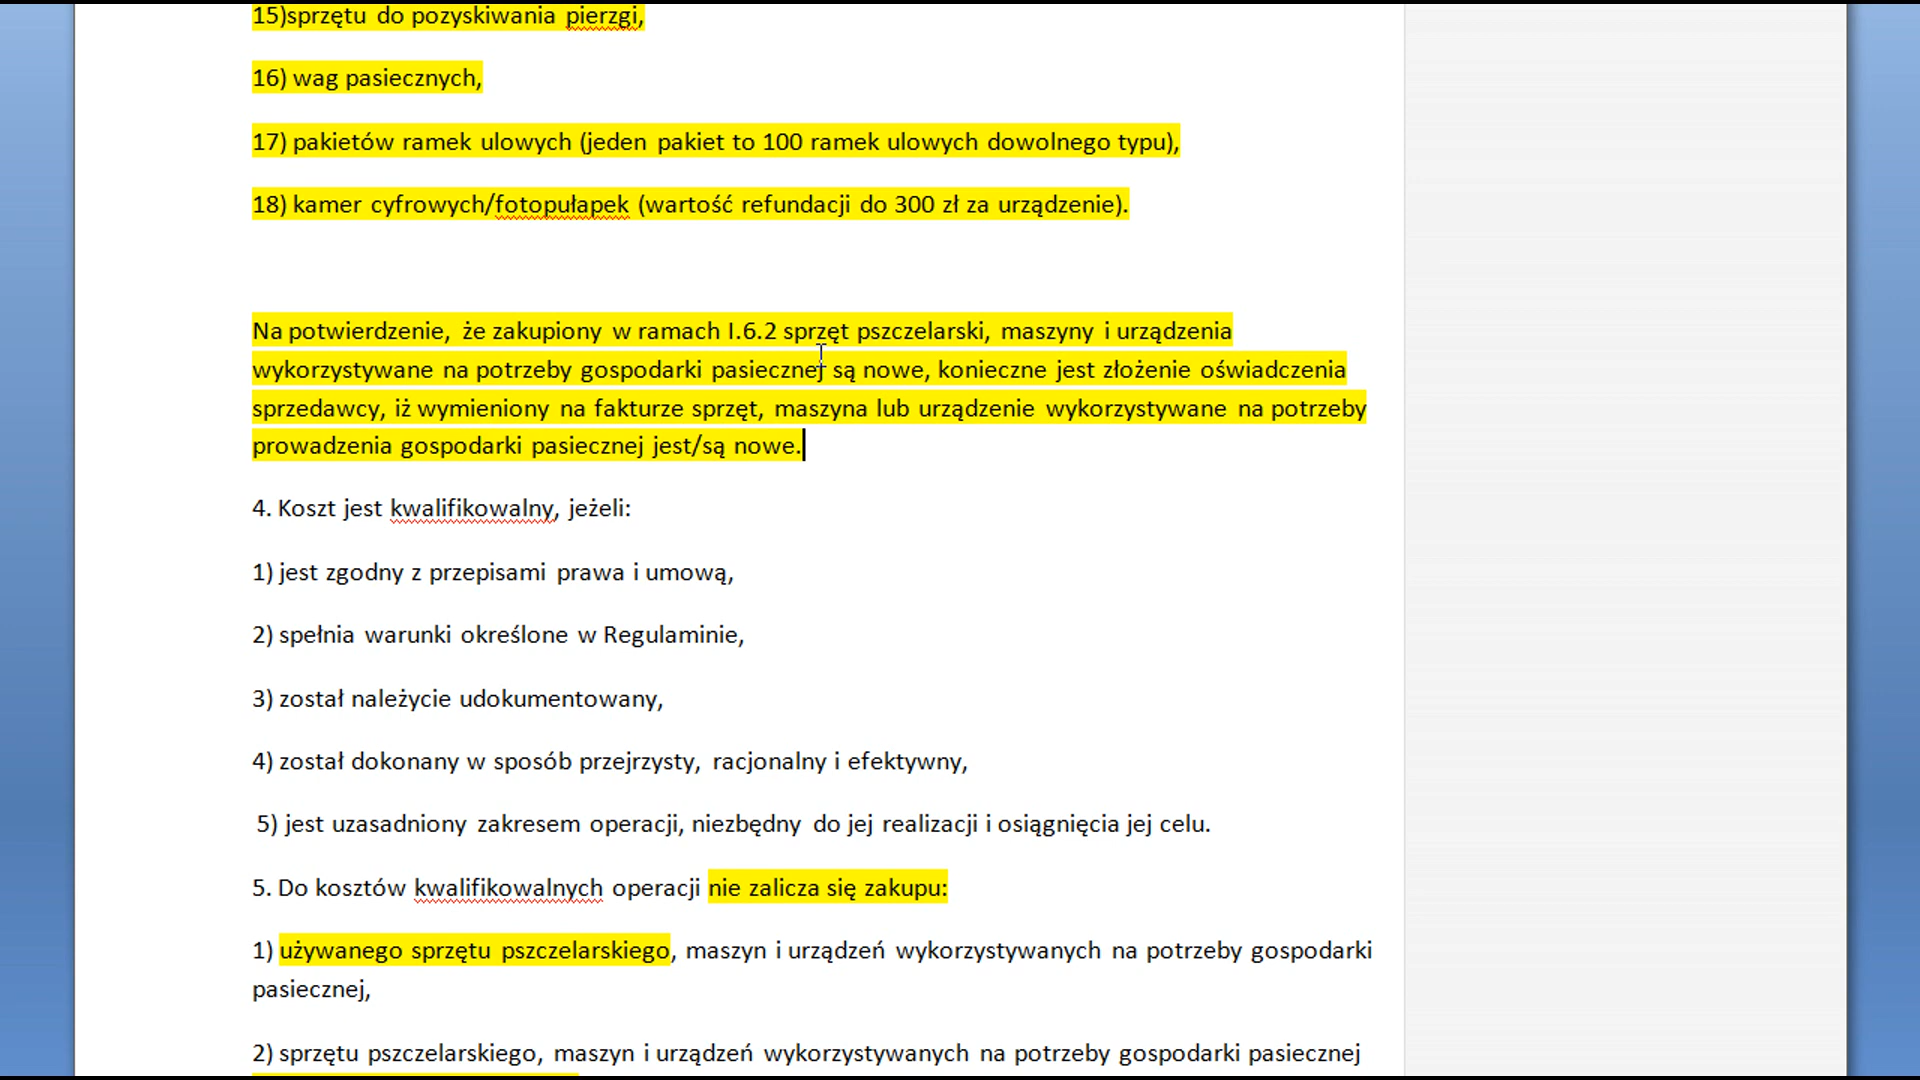 15)sprzętu do pozyskiwania pierzgi,
16) wag pasiecznych,
17) pakietów ramek ulowych (jeden pakiet to 100 ramek ulowych dowolnego typu),
18) kamer cyfrowych/fotopułapek (wartość refundacji do 300 zł za urządzenie).
Na potwierdzenie, że zakupiony w ramach I.6.2 sprzęt pszczelarski, maszyny i urządzenia
wykorzystywane na potrzeby gospodarki pasiecznej są nowe, konieczne jest złożenie oświadczenia
sprzedawcy, iż wymieniony na fakturze sprzęt, maszyna lub urządzenie wykorzystywane na potrzeby
prowadzenia gospodarki pasiecznej jest/są nowe.
4. Koszt jest kwalifikowalny, jeżeli:
1) jest zgodny z przepisami prawa i umową,
2) spełnia warunki określone w Regulaminie,
3) został należycie udokumentowany,
4) został dokonany w sposób przejrzysty, racjonalny i efektywny,
5) jest uzasadniony zakresem operacji, niezbędny do jej realizacji i osiągnięcia jej celu.
5. Do kosztów kwalifikowalnych operacji nie zalicza się zakupu:
1) używanego sprzętu pszczelarskiego, maszyn i urządzeń wykorzystywanych na potrzeby gospodarki
pasiecznej,
2) sprzętu pszczelarskiego, maszyn i urządzeń wykorzystywanych na potrzeby gospodarki pasiecznej